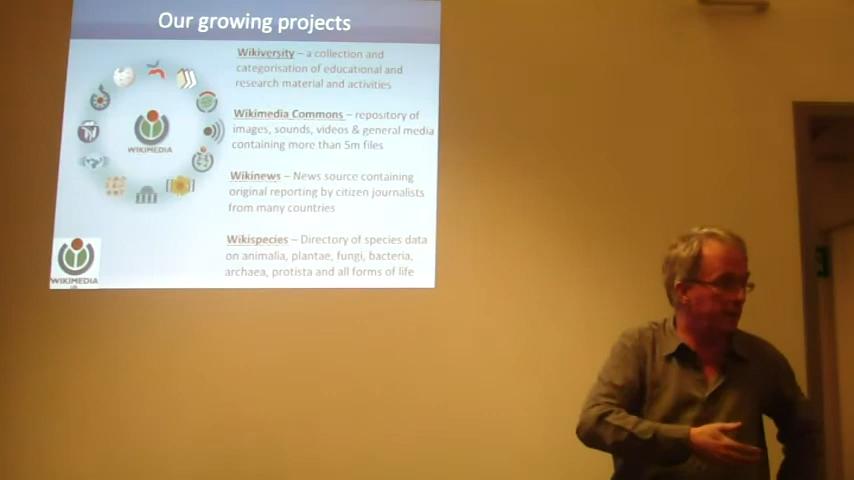 Our growing projects
Wikiversity – a collection and
categorisation of educational and
research material and activities
Wikimedia Commons – repository of
images, sounds, videos & general media
containing more than 5m files
Wikinews – News source containing
original reporting by citizen journalists
from many countries
Wikispecies – Directory of species data
on animalia, plantae, fungi, bacteria,
archaea, protista and all forms of life
WIKIMEDIA
WIKIMEDIA